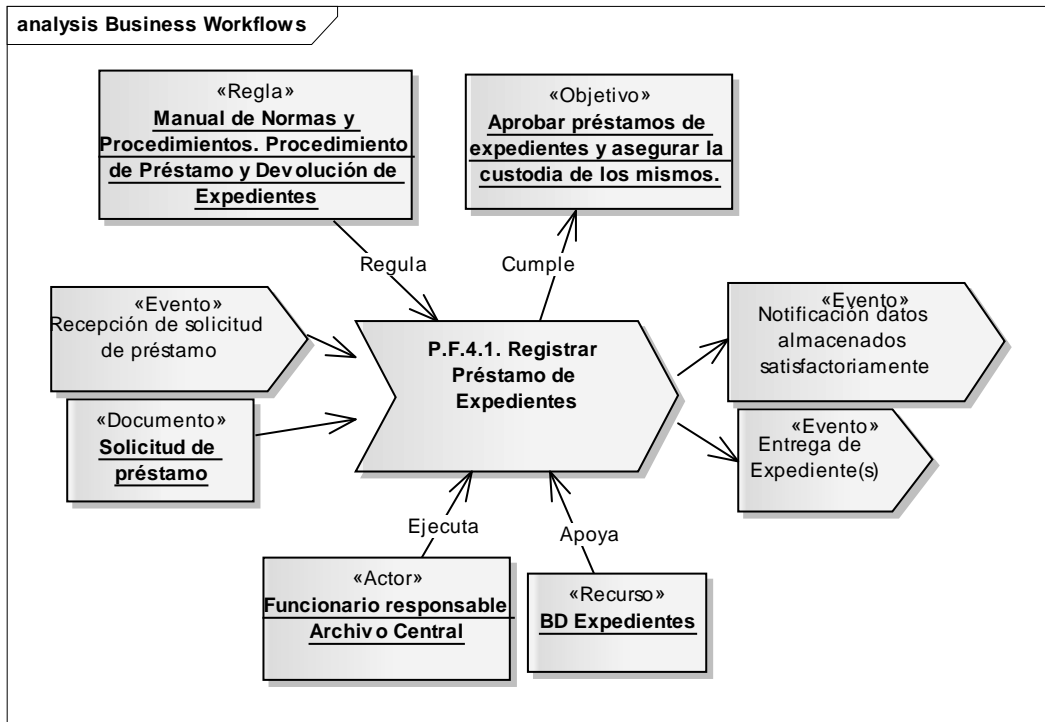 analysis Business Workflows
«Regla»
Manual de Normas y
Procedimientos. Procedimiento
de Préstamo y Devolución de
Expedientes
«Objetivo»
Aprobar préstamos de
expedientes y asegurar la
custodia de los mismos.
Regula
Cumple
«Evento»
Recepción de solicitud
de préstamo
«Documento»
Solicitud de
préstamo
P.F.4.1. Registrar
Préstamo de
Expedientes
«Evento»
Notificación datos
almacenados
satisfactoriamente
«Evento»
Entrega de
Expediente(s)
Ejecuta
Apoya
«Actor»
Funcionario responsable
Archivo Central
«Recurso»
BD Expedientes